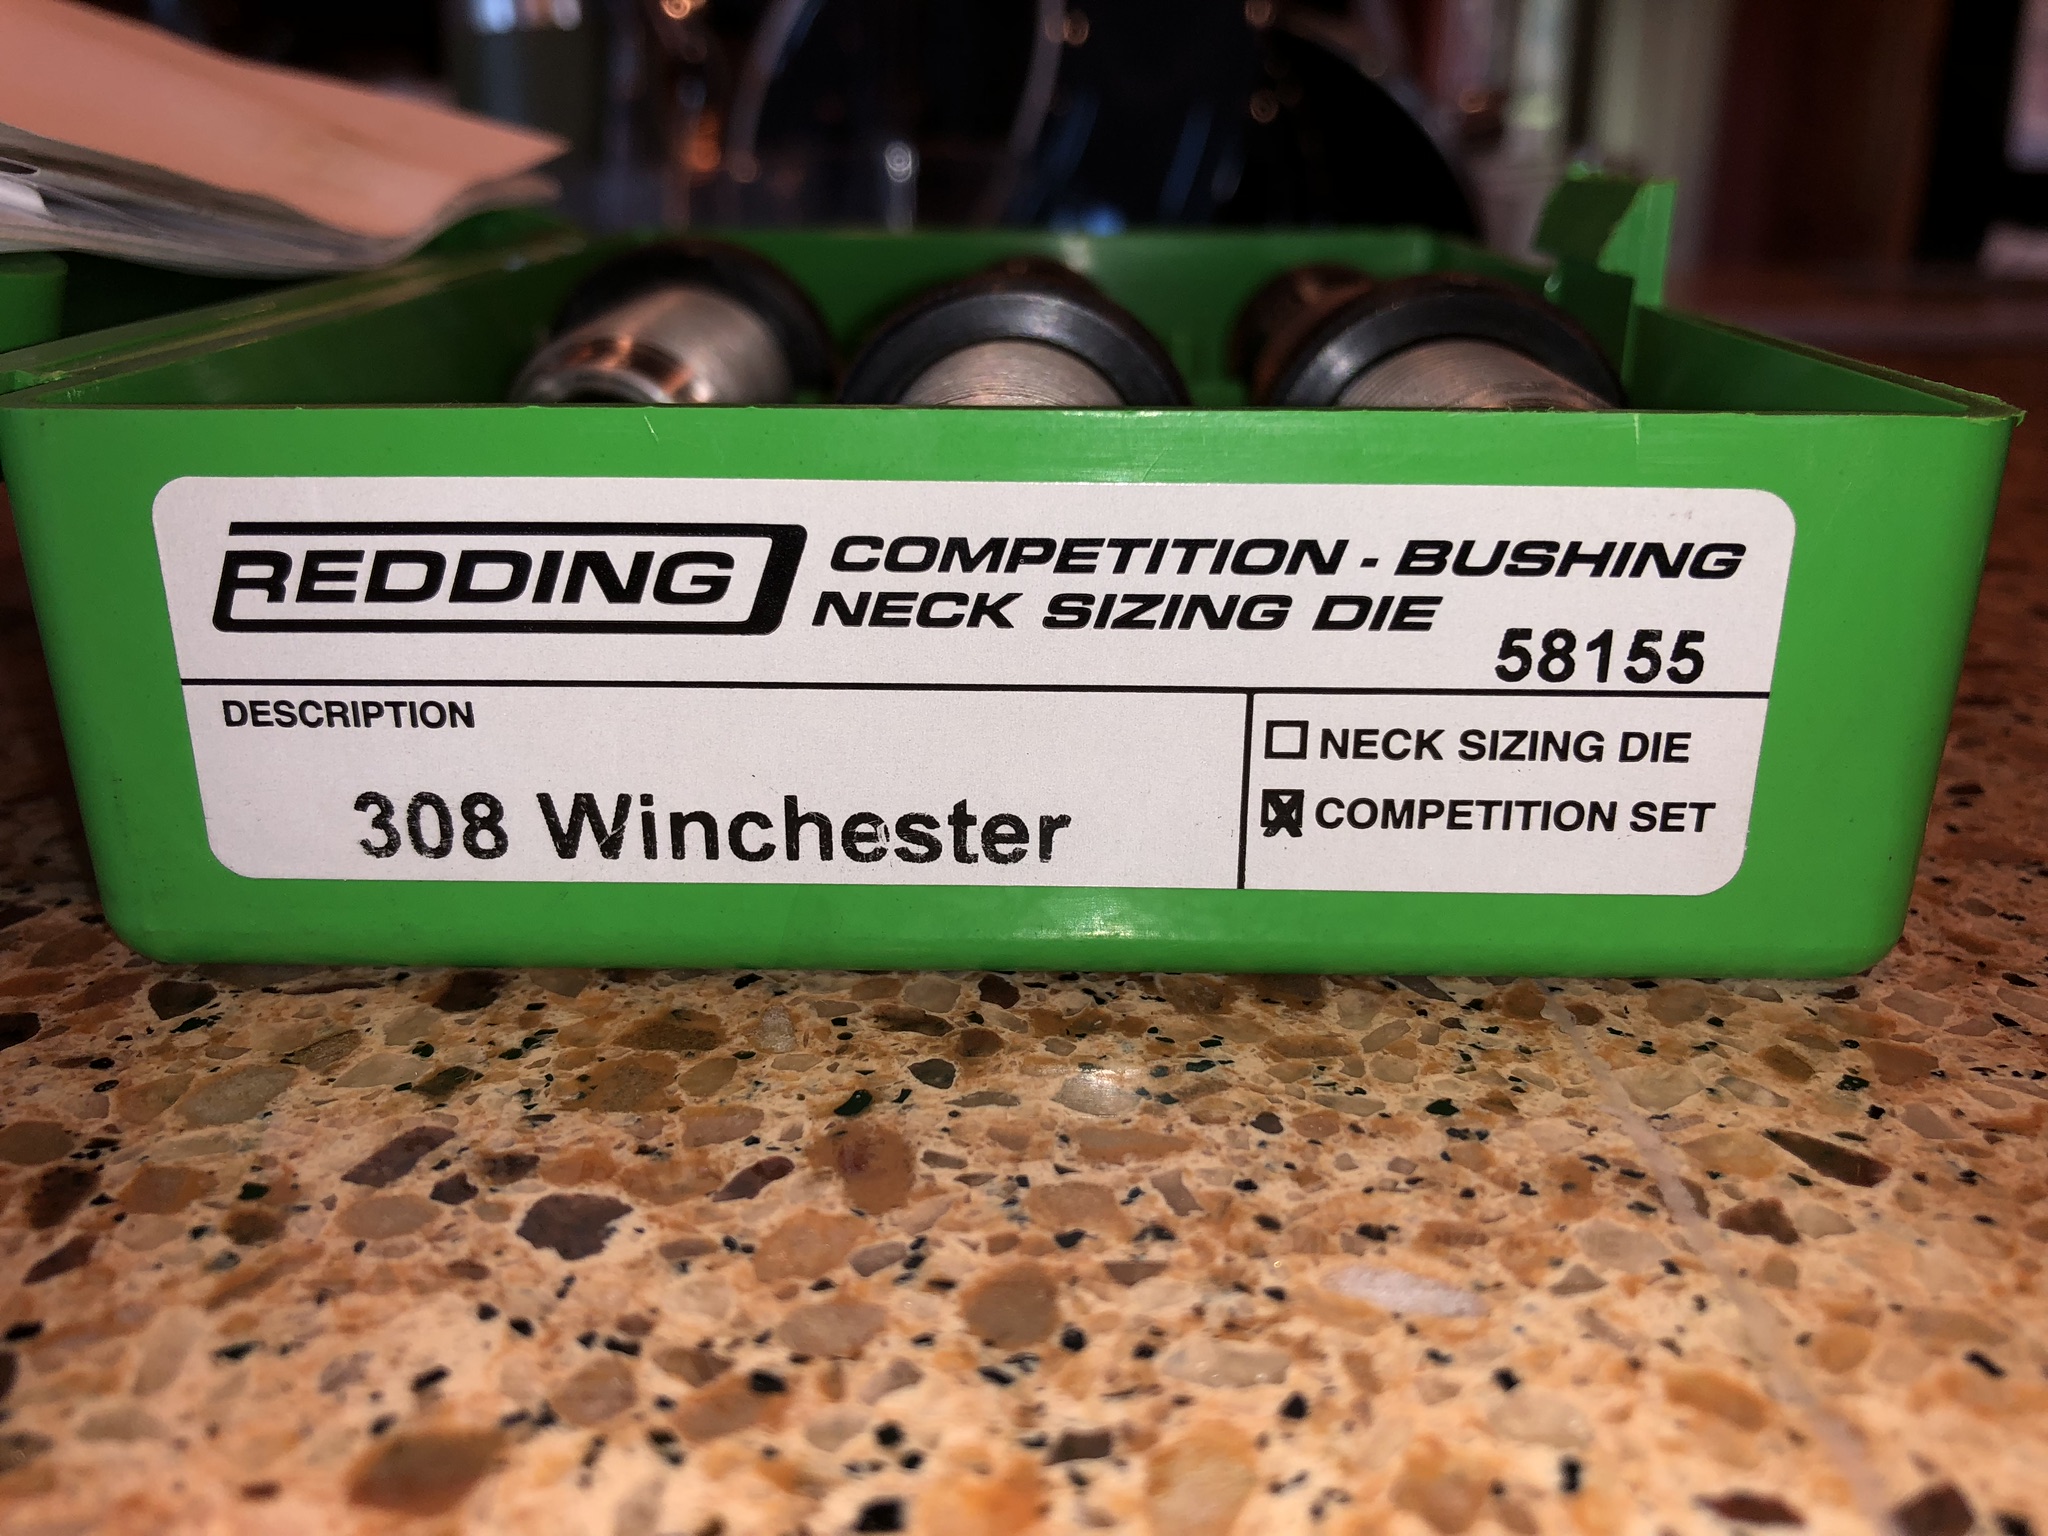 REDDING
COMPETITION - BUSHING
NECK SIZING DIE
58155
DESCRIPTION
308 Winchester
NECK SIZING DIE
COMPETITION SET